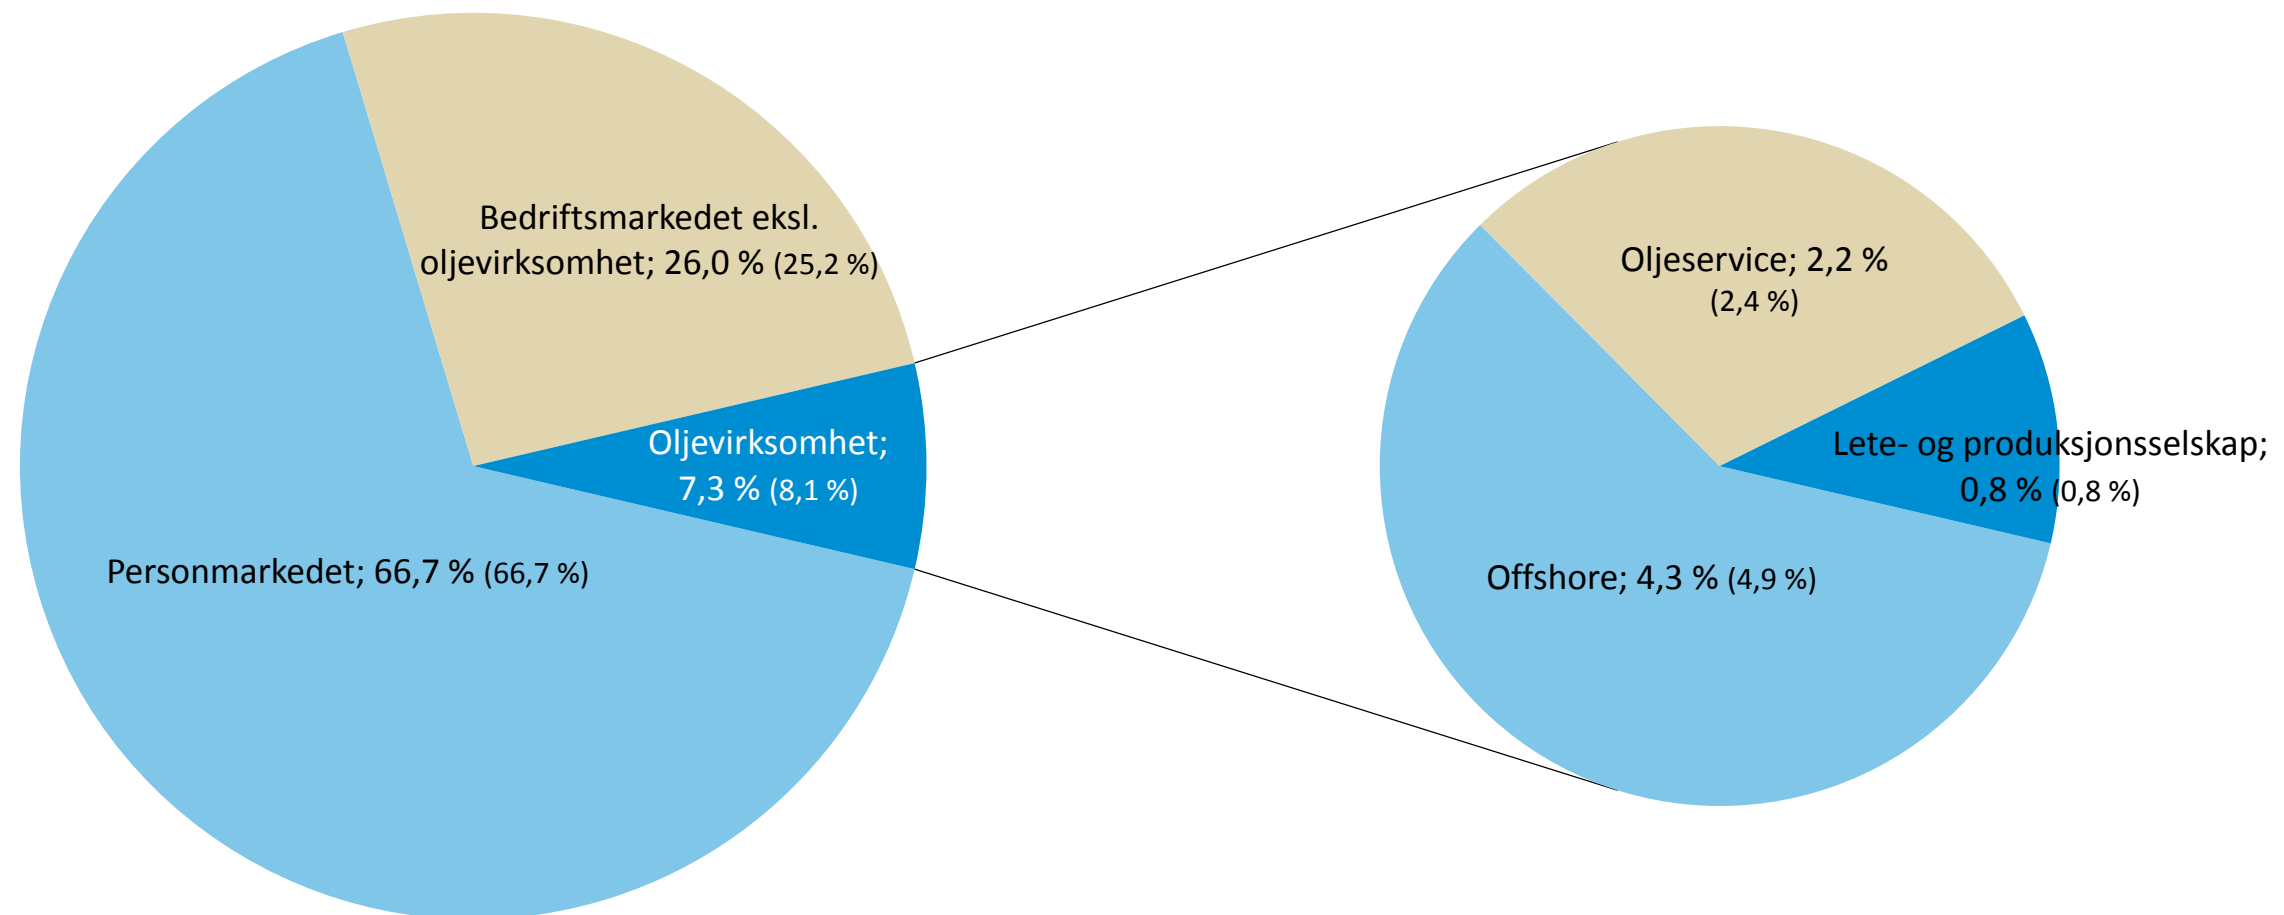 Bedriftsmarkedet eksl.
oljevirksomhet; 26,0 % (25,2 %)
Oljevirksomhet;
7,3 % (8,1 %)
Personmarkedet; 66,7 % (66,7 %)
Oljeservice; 2,2 %
(2,4 %)
Lete- og produksjonsselskap;
0,8 % (0,8 %)
Offshore; 4,3 % (4,9 %)